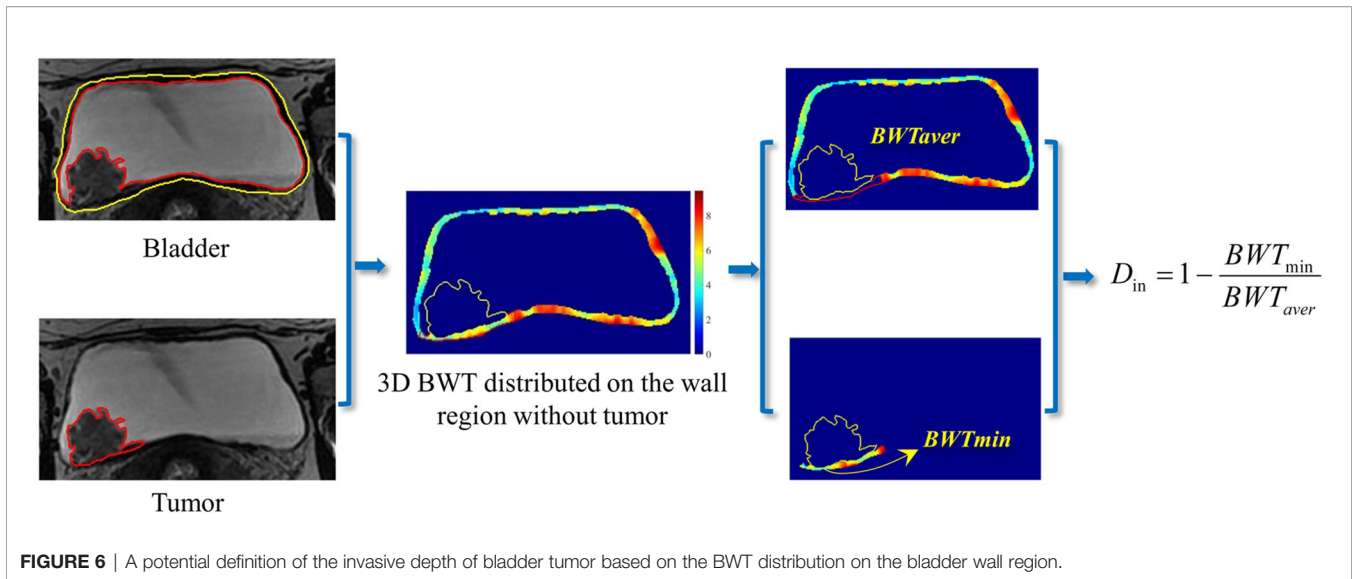 Bladder
Tumor
3D BWT distributed on the wall
region without tumor
8
6
4
2
0
BWTaver
BWTmin
D_in = 1 - BWT_min / BWT_aver
FIGURE 6 | A potential definition of the invasive depth of bladder tumor based on the BWT distribution on the bladder wall region.